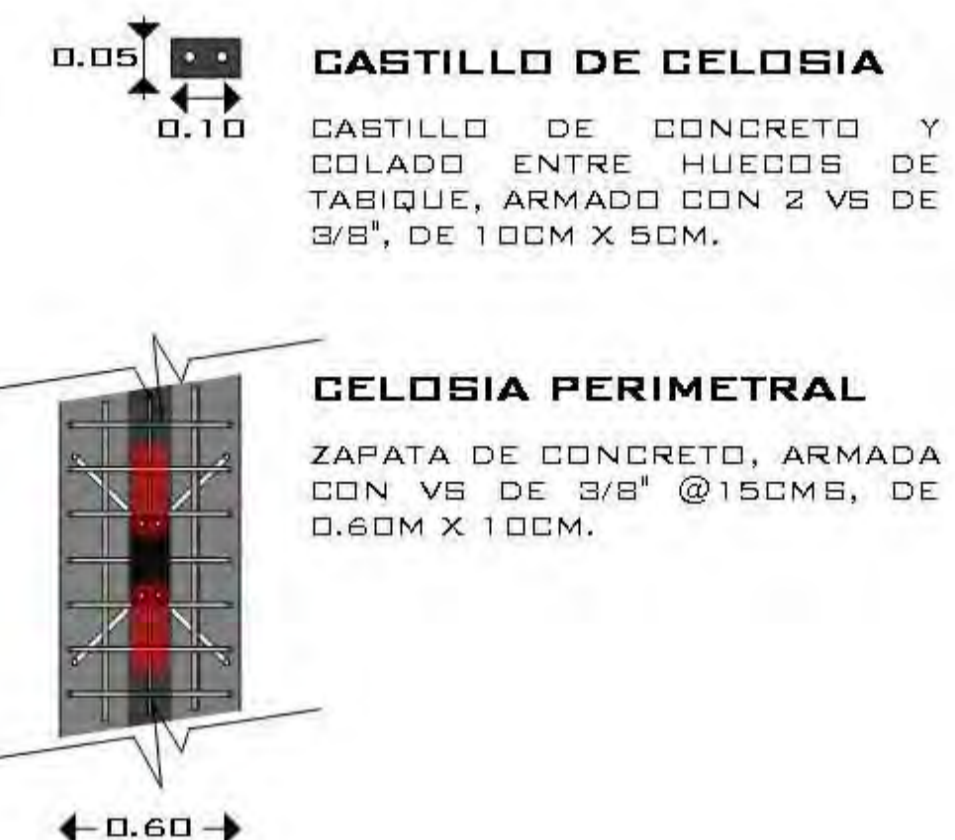 0.05
0.10
CASTILLO DE CELOSIA
CASTILLO DE CONCRETO Y
COLADO ENTRE HUECOS DE
TABIQUE, ARMADO CON 2 VS DE
3/8", DE 10CM X 5CM.
CELOSIA PERIMETRAL
ZAPATA DE CONCRETO, ARMADA
CON VS DE 3/8" @15CMS, DE
0.60M X 10CM.
0.60